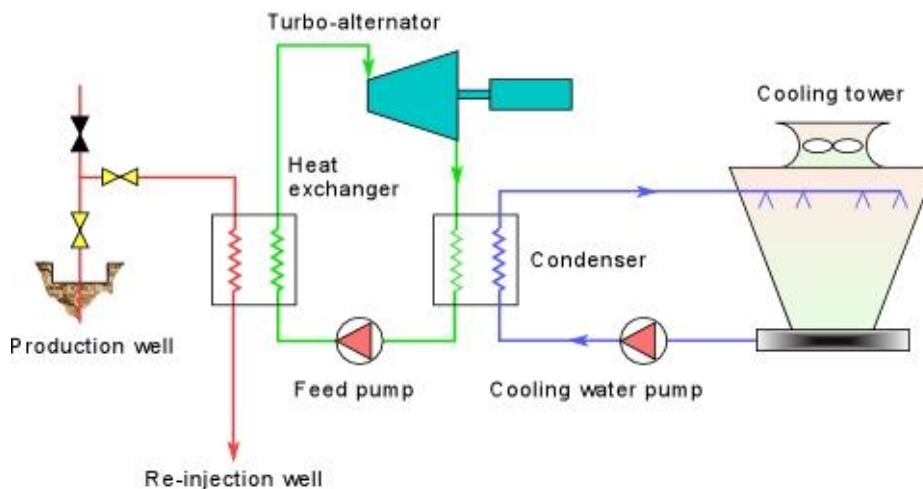 Turbo-alternator
Cooling tower
Heat
exchanger
Condenser
Production well
Feed pump
Cooling water pump
Re-injection well